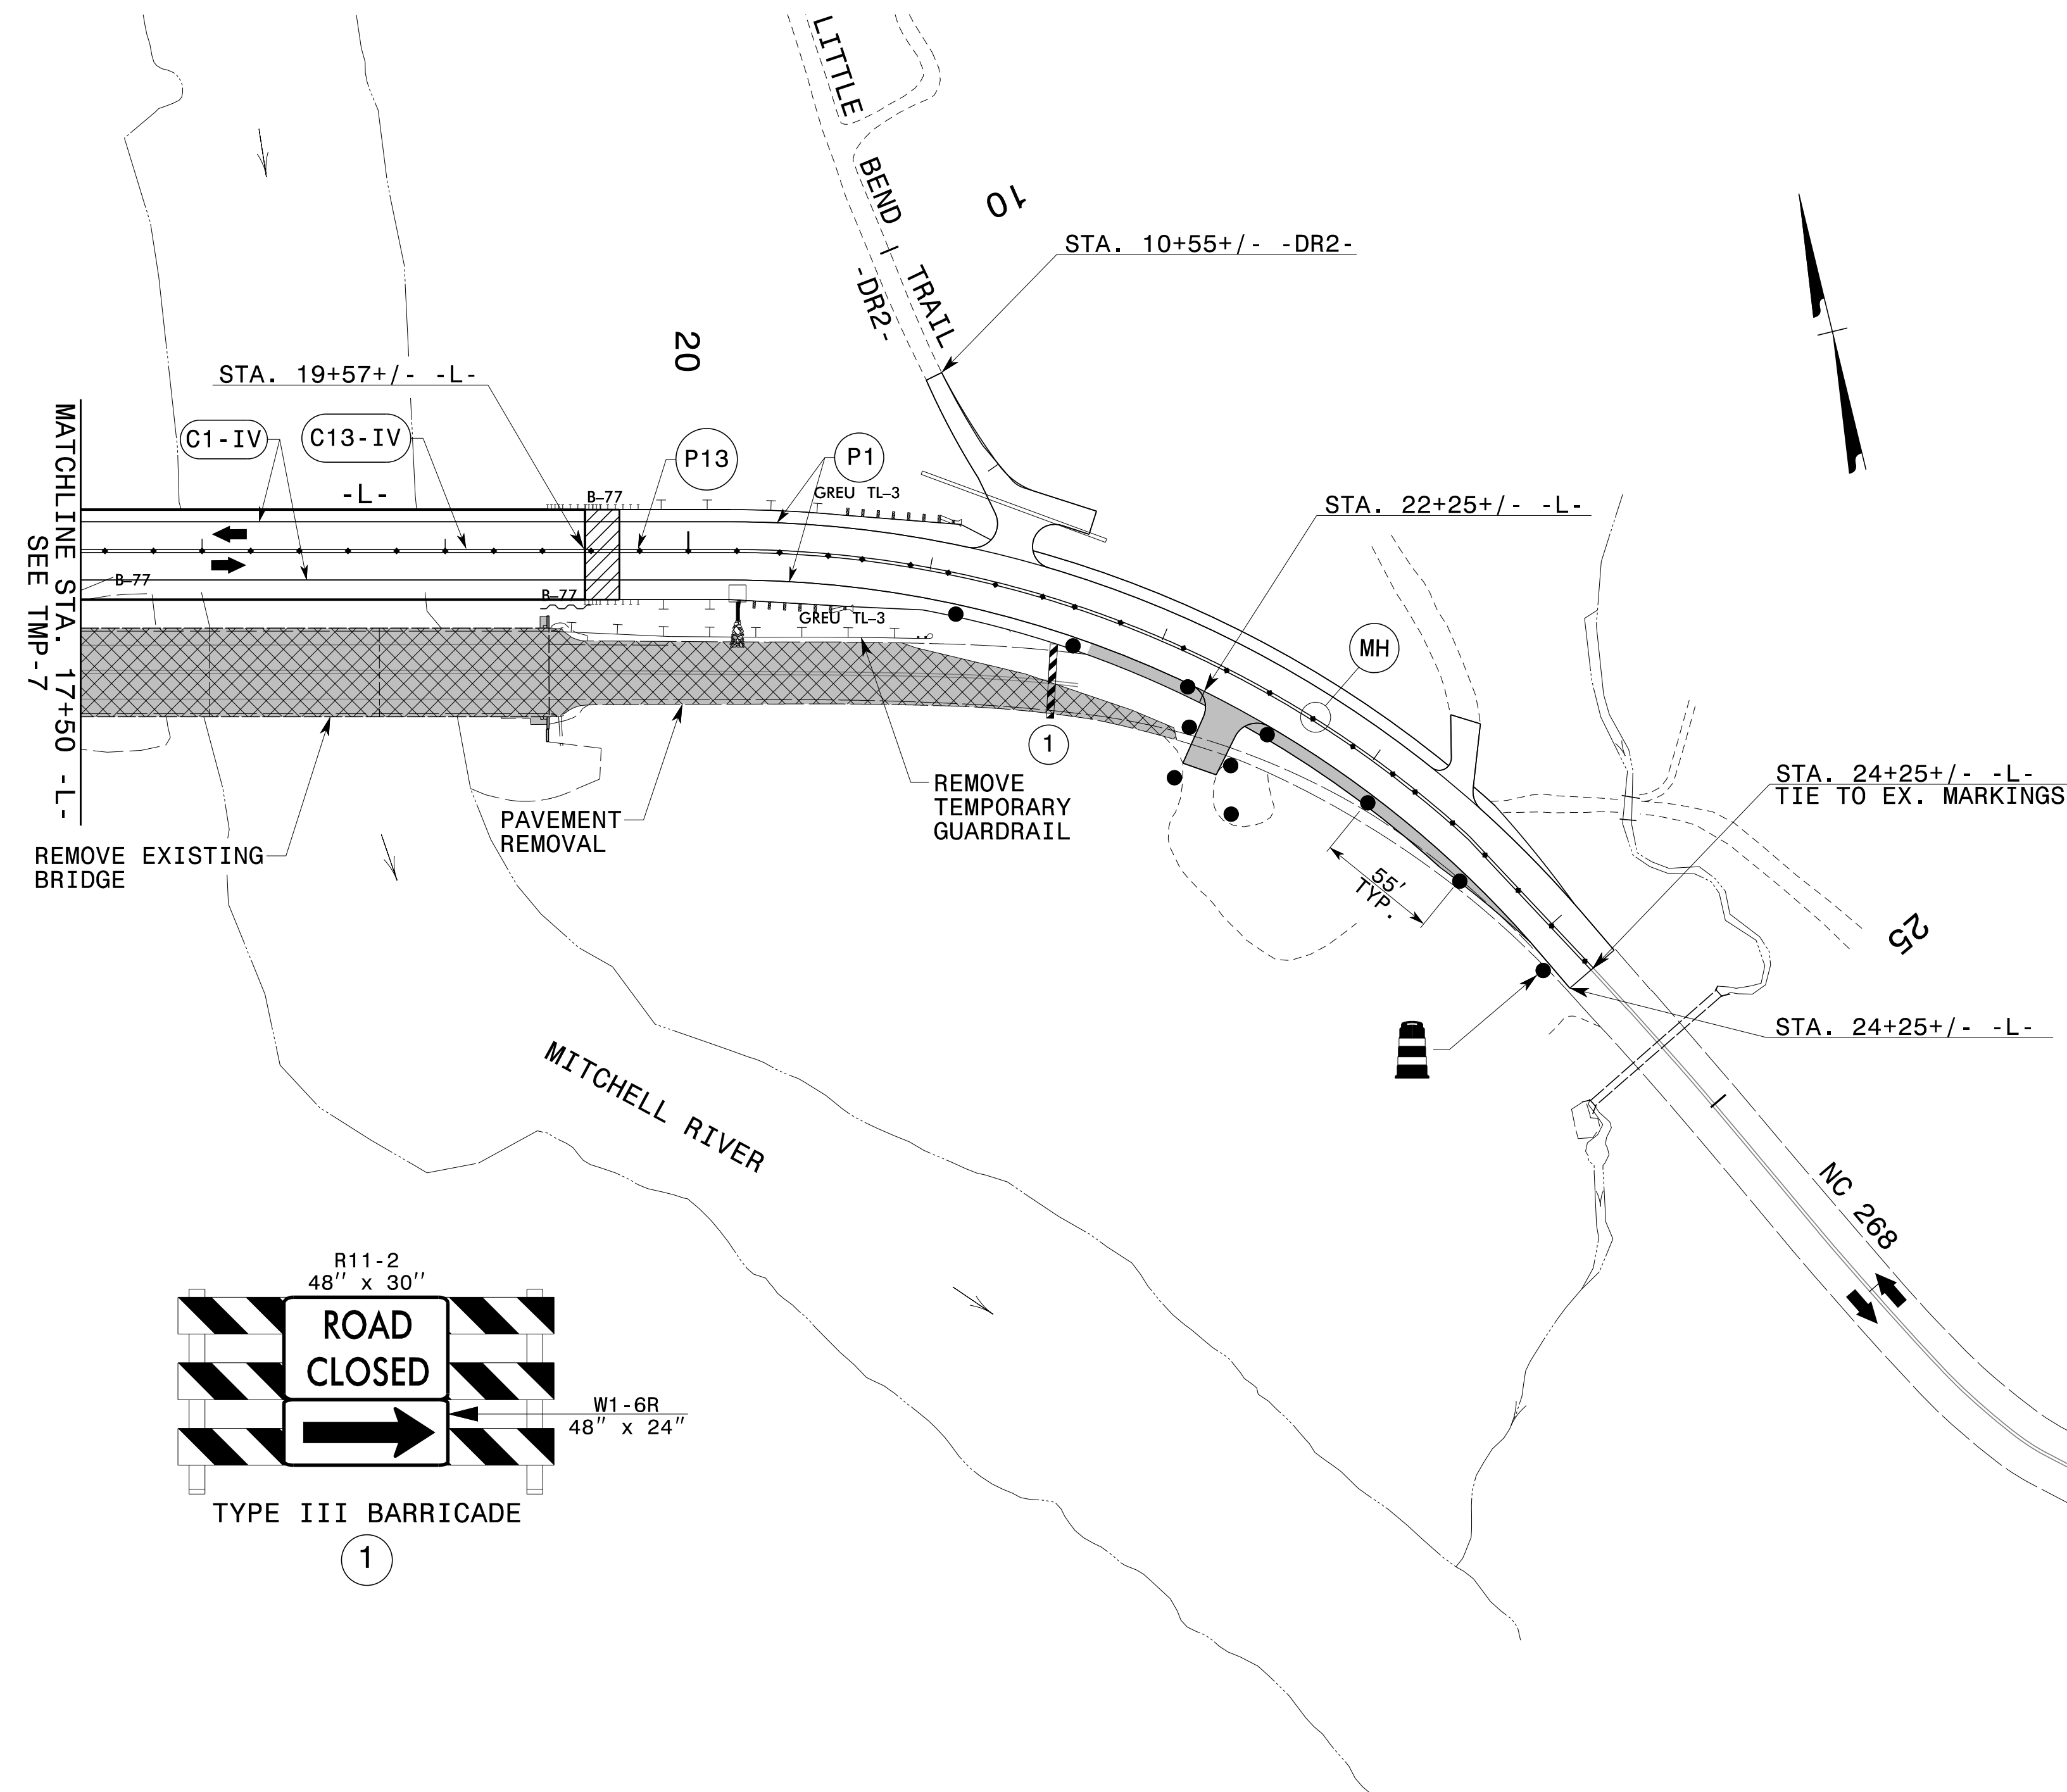 LITTLE
BEND
TRAIL
-DR2-
10
STA. 10+55+/- -DR2-
20
STA. 19+57+/- -L-
MATCHLINE STA. 17+50 -L-
SEE TMP-7
C1-IV
C13-IV
P13
P1
-L-
B-77
GREU TL-3
STA. 22+25+/- -L-
B-77
B-77
GREU TL-3
MH
1
REMOVE
TEMPORARY
GUARDRAIL
STA. 24+25+/- -L-
TIE TO EX. MARKINGS
PAVEMENT
REMOVAL
REMOVE EXISTING
BRIDGE
55'
TYP.
25
STA. 24+25+/- -L-
MITCHELL RIVER
NC 268
R11-2
48" x 30"
ROAD
CLOSED
W1-6R
48" x 24"
TYPE III BARRICADE
1